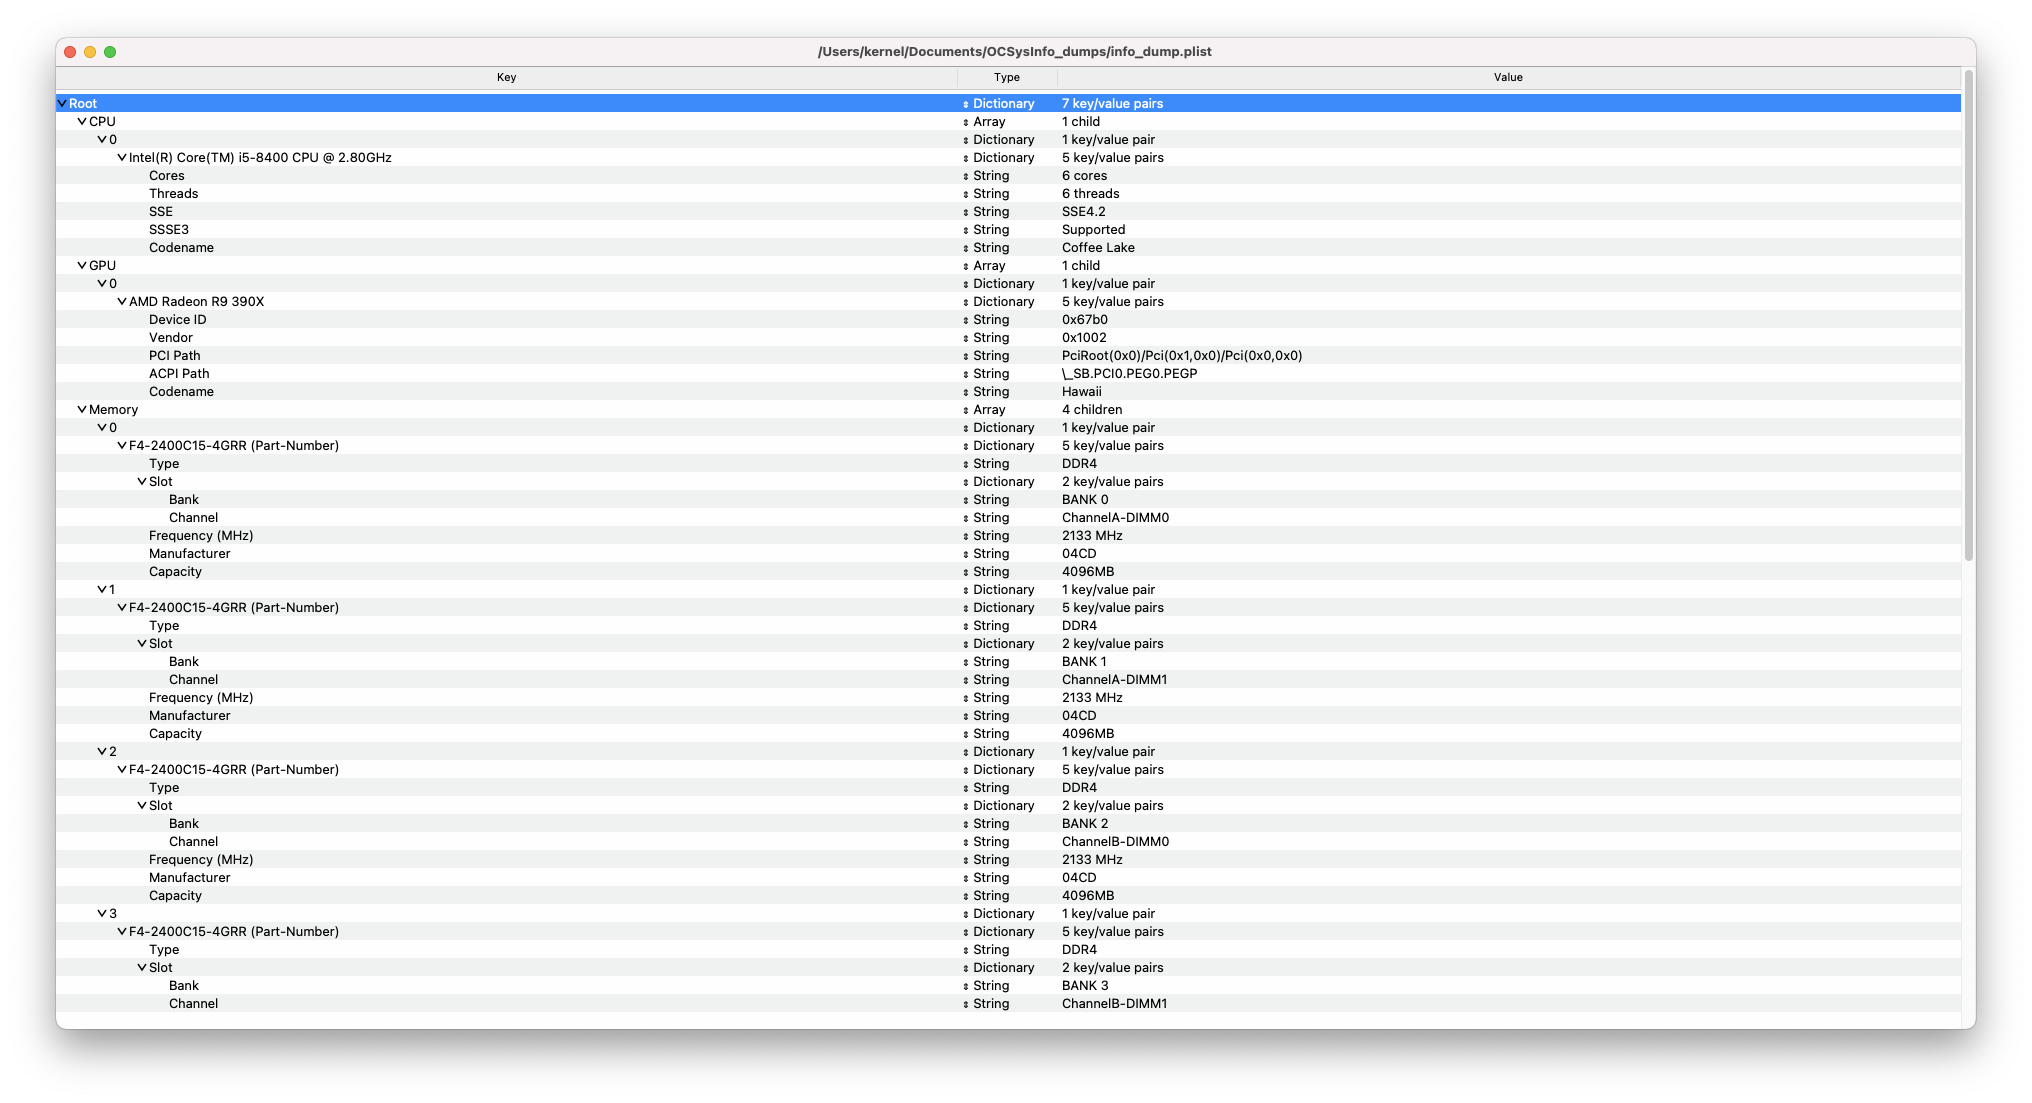 /Users/kernel/Documents/OCSysInfo_dumps/info_dump.plist
Key Type Value
Root Dictionary 7 key/value pairs
CPU Array 1 child
0 Dictionary 1 key/value pair
Intel(R) Core(TM) i5-8400 CPU @ 2.80GHz Dictionary 5 key/value pairs
Cores String 6 cores
Threads String 6 threads
SSE String SSE4.2
SSSE3 String Supported
Codename String Coffee Lake
GPU Array 1 child
0 Dictionary 1 key/value pair
AMD Radeon R9 390X Dictionary 5 key/value pairs
Device ID String 0x67b0
Vendor String 0x1002
PCI Path String PciRoot(0x0)/Pci(0x1,0x0)/Pci(0x0,0x0)
ACPI Path String \_SB.PCI0.PEG0.PEGP
Codename String Hawaii
Memory Array 4 children
0 Dictionary 1 key/value pair
F4-2400C15-4GRR (Part-Number) Dictionary 5 key/value pairs
Type String DDR4
Slot Dictionary 2 key/value pairs
Bank String BANK 0
Channel String ChannelA-DIMM0
Frequency (MHz) String 2133 MHz
Manufacturer String 04CD
Capacity String 4096MB
1 Dictionary 1 key/value pair
F4-2400C15-4GRR (Part-Number) Dictionary 5 key/value pairs
Type String DDR4
Slot Dictionary 2 key/value pairs
Bank String BANK 1
Channel String ChannelA-DIMM1
Frequency (MHz) String 2133 MHz
Manufacturer String 04CD
Capacity String 4096MB
2 Dictionary 1 key/value pair
F4-2400C15-4GRR (Part-Number) Dictionary 5 key/value pairs
Type String DDR4
Slot Dictionary 2 key/value pairs
Bank String BANK 2
Channel String ChannelB-DIMM0
Frequency (MHz) String 2133 MHz
Manufacturer String 04CD
Capacity String 4096MB
3 Dictionary 1 key/value pair
F4-2400C15-4GRR (Part-Number) Dictionary 5 key/value pairs
Type String DDR4
Slot Dictionary 2 key/value pairs
Bank String BANK 3
Channel String ChannelB-DIMM1